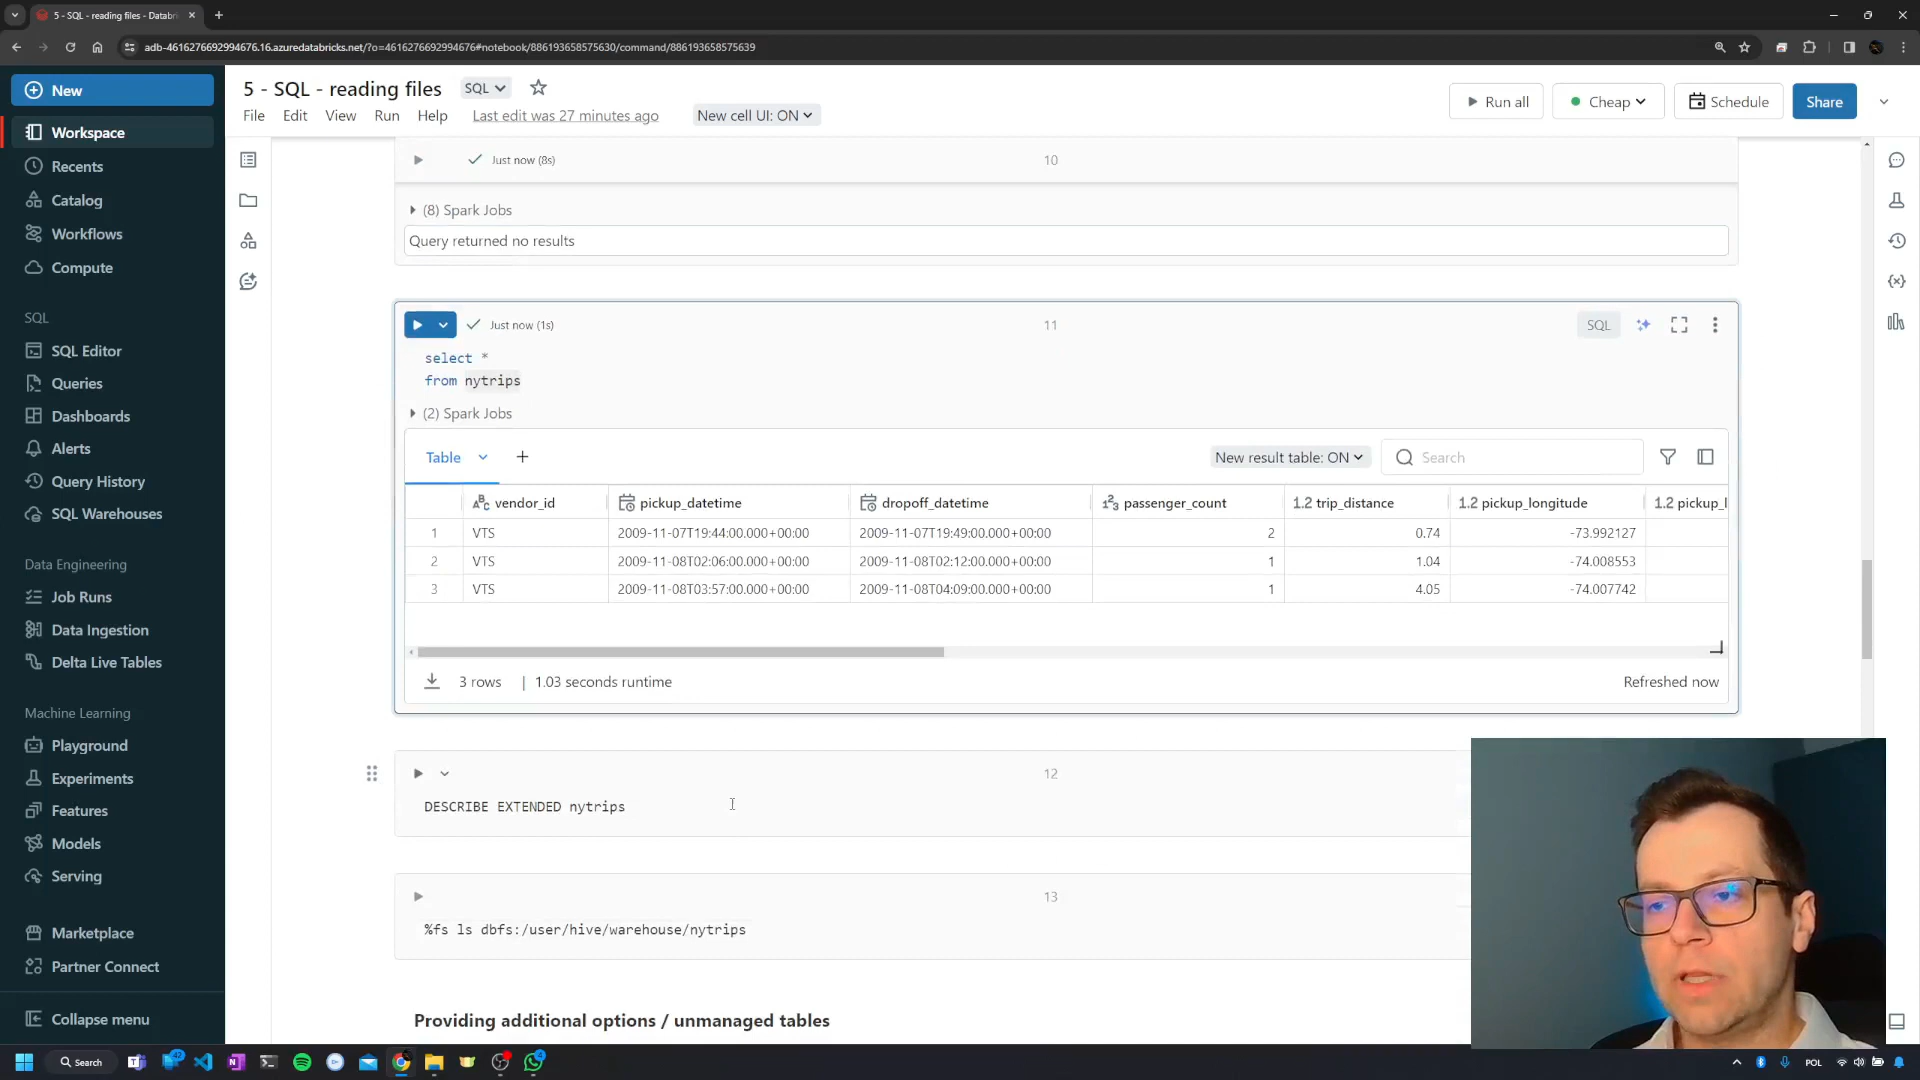 5 - SQL - reading files - Databri
adb-4616276692994676.16.azuredatabricks.net/?o=4616276692994676#notebook/886193658575630/command/886193658575639
New
Workspace
Recents
Catalog
Workflows
Compute
SQL
SQL Editor
Queries
Dashboards
Alerts
Query History
SQL Warehouses
Data Engineering
Job Runs
Data Ingestion
Delta Live Tables
Machine Learning
Playground
Experiments
Features
Models
Serving
Marketplace
Partner Connect
Collapse menu
5 - SQL - reading files SQL
File Edit View Run Help Last edit was 27 minutes ago New cell UI: ON
Run all Cheap Schedule Share
Just now (8s) 10
(8) Spark Jobs
Query returned no results
Just now (1s) 11 SQL
select *
from nytrips
(2) Spark Jobs
Table + New result table: ON Search
vendor_id pickup_datetime dropoff_datetime 123 passenger_count 1.2 trip_distance 1.2 pickup_longitude 1.2 pickup_l
1 VTS 2009-11-07T19:44:00.000+00:00 2009-11-07T19:49:00.000+00:00 2 0.74 -73.992127
2 VTS 2009-11-08T02:06:00.000+00:00 2009-11-08T02:12:00.000+00:00 1 1.04 -74.008553
3 VTS 2009-11-08T03:57:00.000+00:00 2009-11-08T04:09:00.000+00:00 1 4.05 -74.007742
3 rows | 1.03 seconds runtime Refreshed now
12
DESCRIBE EXTENDED nytrips
13
%fs ls dbfs:/user/hive/warehouse/nytrips
Providing additional options / unmanaged tables
Search POL